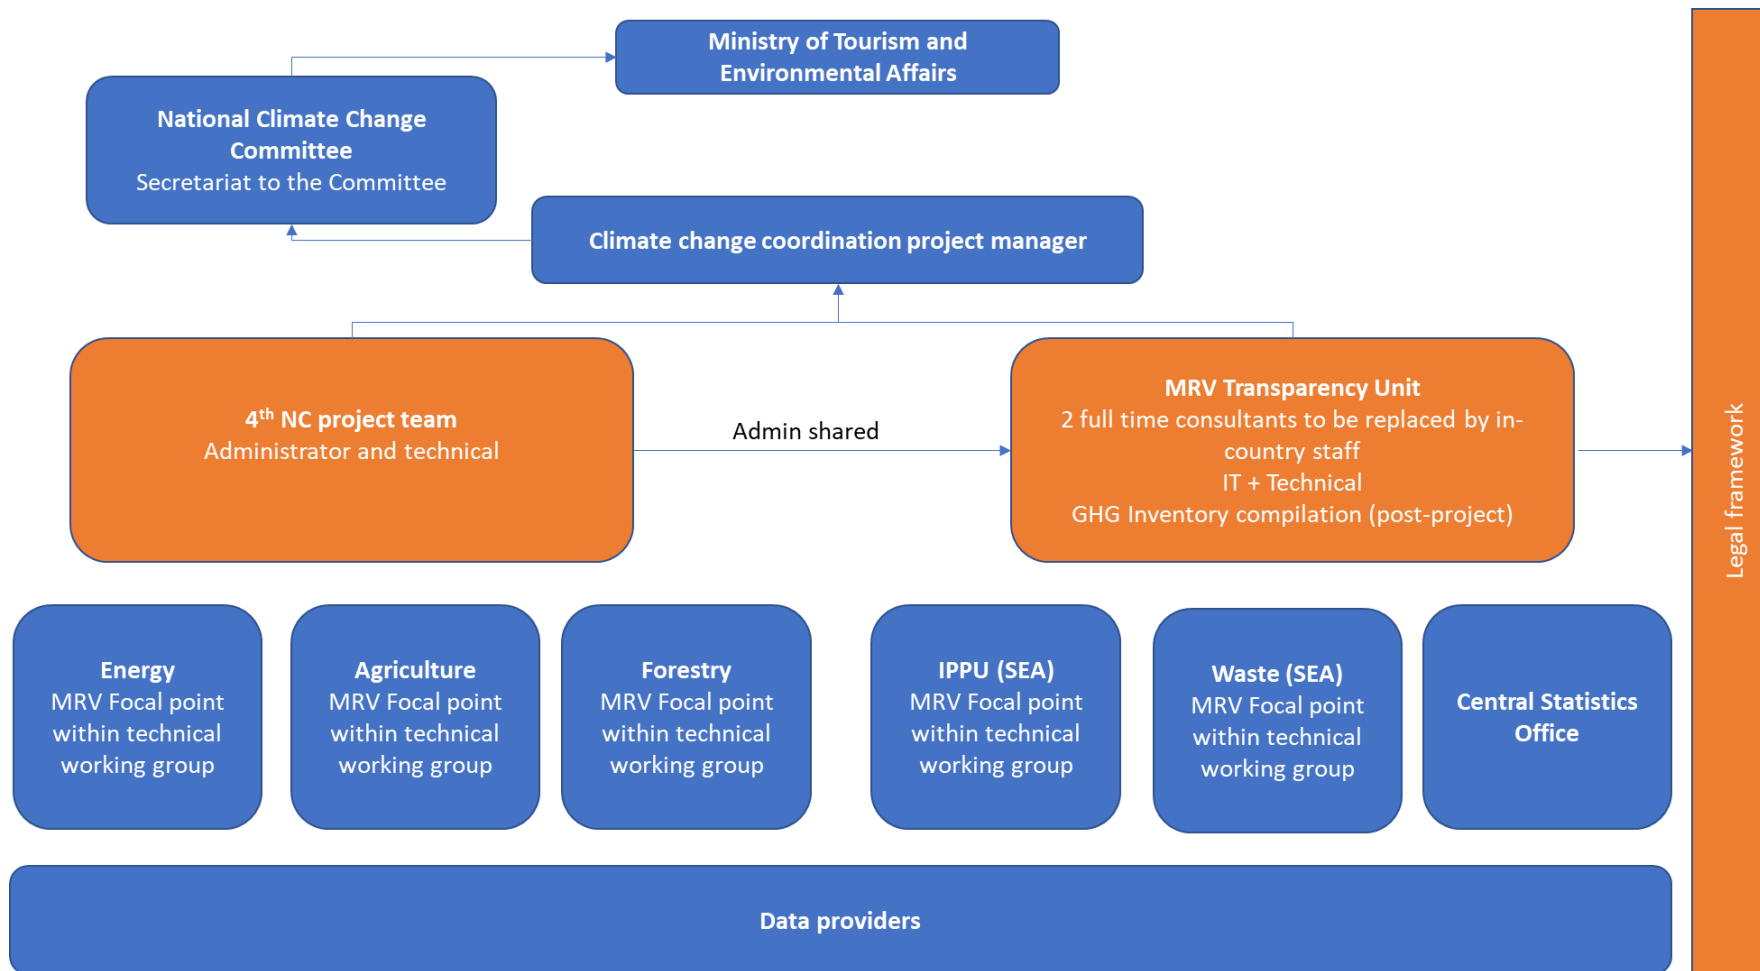 Ministry of Tourism and
Environmental Affairs
National Climate Change
Committee
Secretariat to the Committee
Climate change coordination project manager
4th NC project team
Administrator and technical
Admin shared
MRV Transparency Unit
2 full time consultants to be replaced by in-
country staff
IT + Technical
GHG Inventory compilation (post-project)
Legal framework
Energy
MRV Focal point
within technical
working group
Agriculture
MRV Focal point
within technical
working group
Forestry
MRV Focal point
within technical
working group
IPPU (SEA)
MRV Focal point
within technical
working group
Waste (SEA)
MRV Focal point
within technical
working group
Central Statistics
Office
Data providers